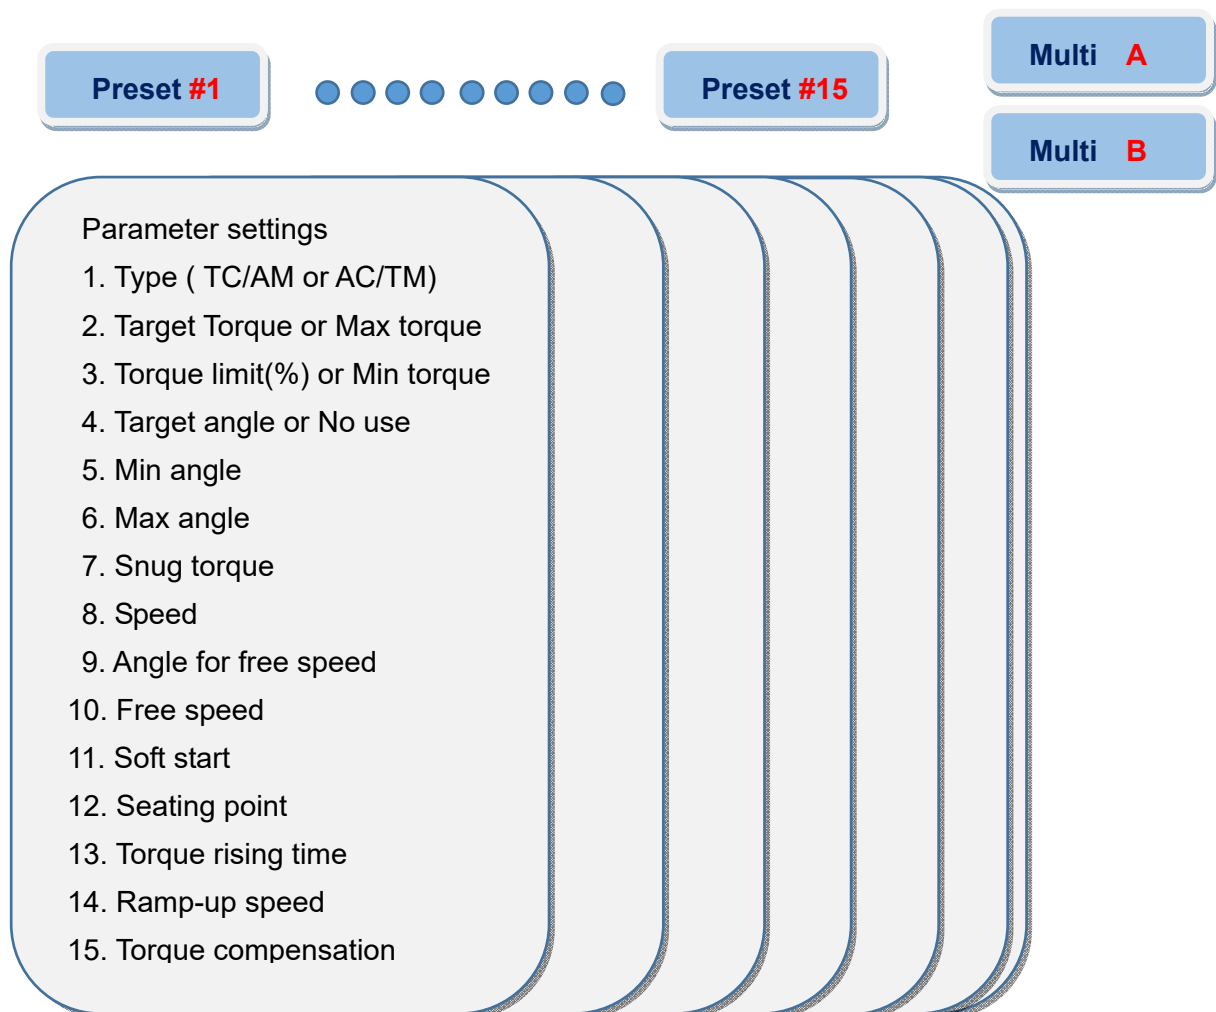 Preset #1
Preset #15
Multi A
Multi B
Parameter settings
1. Type ( TC/AM or AC/TM)
2. Target Torque or Max torque
3. Torque limit(%) or Min torque
4. Target angle or No use
5. Min angle
6. Max angle
7. Snug torque
8. Speed
9. Angle for free speed
10. Free speed
11. Soft start
12. Seating point
13. Torque rising time
14. Ramp-up speed
15. Torque compensation